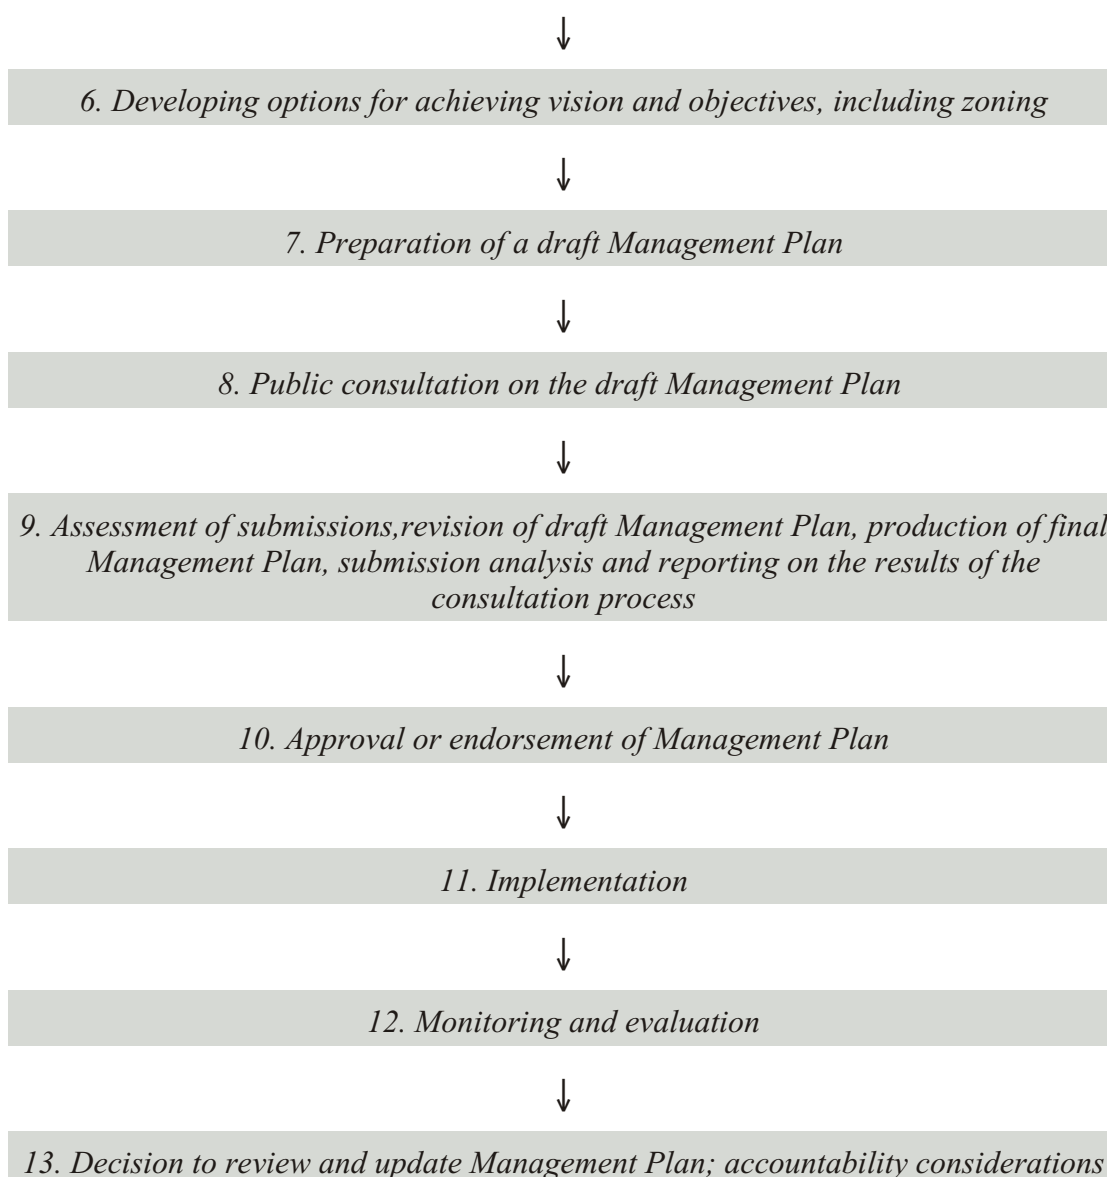 6. Developing options for achieving vision and objectives, including zoning
7. Preparation of a draft Management Plan
8. Public consultation on the draft Management Plan
9. Assessment of submissions,revision of draft Management Plan, production of final
Management Plan, submission analysis and reporting on the results of the
consultation process
10. Approval or endorsement of Management Plan
11. Implementation
12. Monitoring and evaluation
13. Decision to review and update Management Plan; accountability considerations